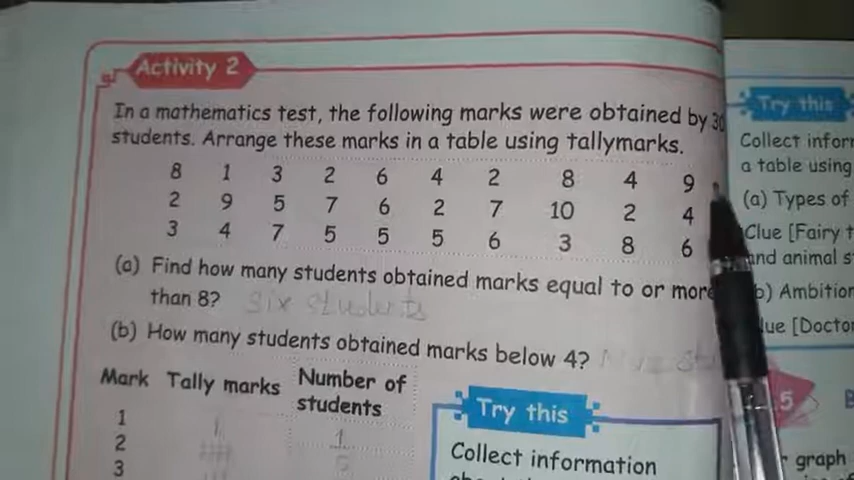 Activity 2
In a mathematics test, the following marks were obtained by 30
students. Arrange these marks in a table using tallymarks.
8 1 3 2 6 4 2 8 4 9
2 9 5 7 6 2 7 10 2 4
3 4 7 5 5 5 6 3 8 6
(a) Find how many students obtained marks equal to or more
than 8? six students
(b) How many students obtained marks below 4?
Mark Tally marks Number of
students
1 1
2
3
Try this
Collect information
Try this
Collect infor
a table using
(a) Types of
Clue [Fairy t
and animal s
b) Ambition
lue [Doctor
5
graph